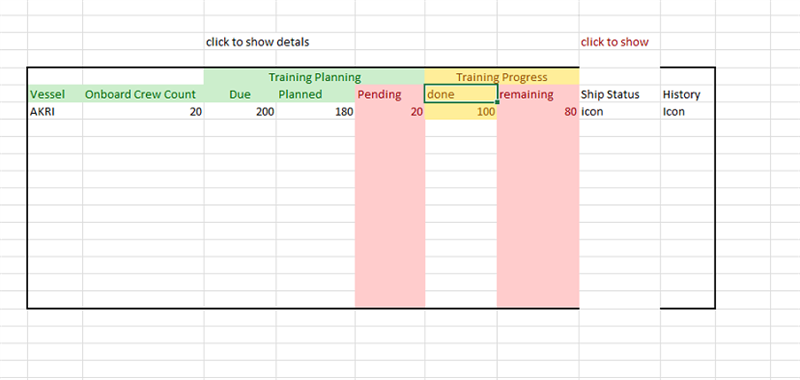 click to show detals click to show
Training Planning Training Progress
Vessel Onboard Crew Count Due Planned Pending done remaining Ship Status History
AKRI 20 200 180 20 100 80 icon Icon